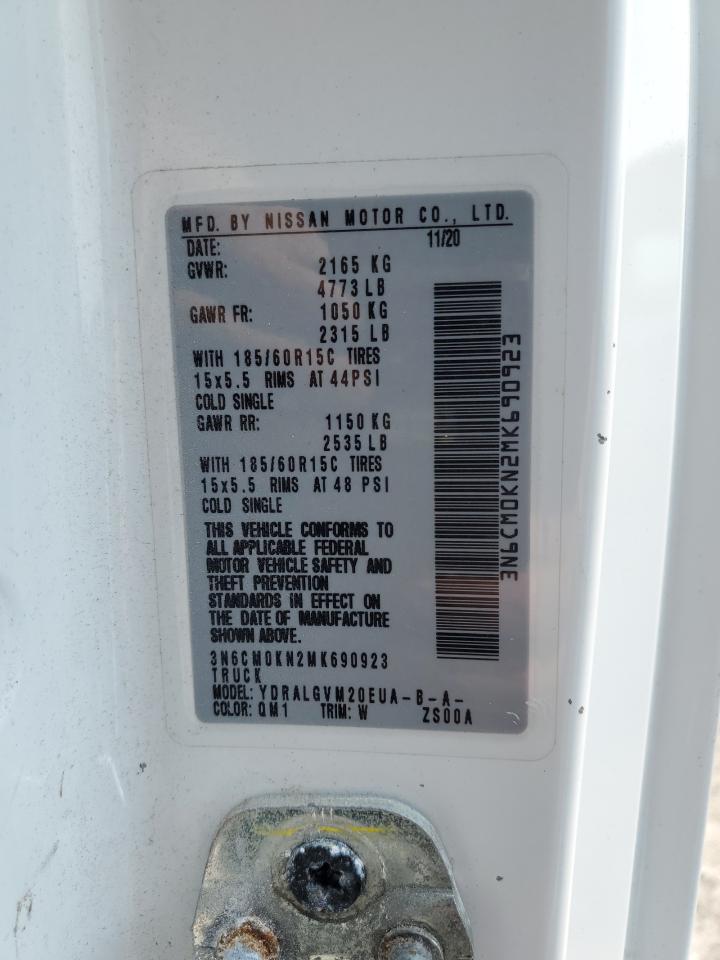 MFD. BY NISSAN MOTOR CO., LTD.
DATE: 11/20
GVWR: 2165 KG
4773 LB
GAWR FR: 1050 KG
2315 LB
WITH 185/60R15C TIRES
15x5.5 RIMS AT 44PSI
COLD SINGLE
GAWR RR: 1150 KG
2535 LB
WITH 185/60R15C TIRES
15x5.5 RIMS AT 48 PSI
COLD SINGLE
THIS VEHICLE CONFORMS TO
ALL APPLICABLE FEDERAL
MOTOR VEHICLE SAFETY AND
THEFT PREVENTION
STANDARDS IN EFFECT ON
THE DATE OF MANUFACTURE
SHOWN ABOVE.
3N6CM0KN2MK690923
TRUCK
MODEL: YDRALGVM20EUA-B-A-
COLOR: QM1 TRIM: W ZS00A
3N6CM0KN2MK690923